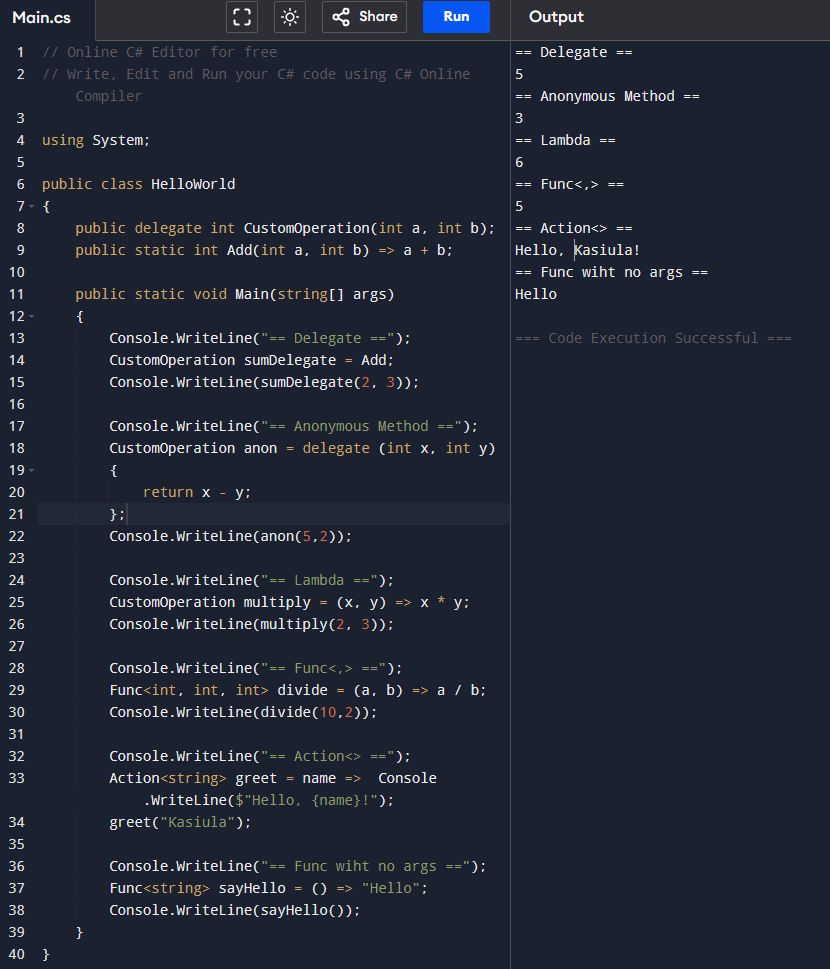 Main.cs
Share
Run
Output
1 // Online C# Editor for free
2 // Write, Edit and Run your C# code using C# Online
Compiler
3
4 using System;
5
6 public class HelloWorld
7 {
8 public delegate int CustomOperation(int a, int b);
9 public static int Add(int a, int b) => a + b;
10
11 public static void Main(string[] args)
12 {
13 Console.WriteLine("== Delegate ==");
14 CustomOperation sumDelegate = Add;
15 Console.WriteLine(sumDelegate(2, 3));
16
17 Console.WriteLine("== Anonymous Method ==");
18 CustomOperation anon = delegate (int x, int y)
19 {
20 return x - y;
21 };
22 Console.WriteLine(anon(5,2));
23
24 Console.WriteLine("== Lambda ==");
25 CustomOperation multiply = (x, y) => x * y;
26 Console.WriteLine(multiply(2, 3));
27
28 Console.WriteLine("== Func<,> ==");
29 Func<int, int, int> divide = (a, b) => a / b;
30 Console.WriteLine(divide(10,2));
31
32 Console.WriteLine("== Action<> ==");
33 Action<string> greet = name =>  Console
.WriteLine($"Hello, {name}!");
34 greet("Kasiula");
35
36 Console.WriteLine("== Func wiht no args ==");
37 Func<string> sayHello = () => "Hello";
38 Console.WriteLine(sayHello());
39 }
40 }
== Delegate ==
5
== Anonymous Method ==
3
== Lambda ==
6
== Func<,> ==
5
== Action<> ==
Hello, Kasiula!
== Func wiht no args ==
Hello
=== Code Execution Successful ===